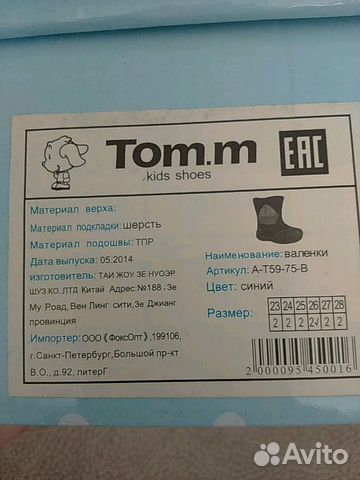 Tom.m
kids shoes
EAC
Материал верха:
Материал подкладки: шерсть
Материал подошвы: ТПР
Дата выпуска: 05.2014
изготовитель: ТАИ ЖОУ ЗЕ НУОЭР
ШУЗ КО. ЛТД Китай Адрес:№188 .Зе
Му Роад, Вен Линг сити,Зе Джианг
провинция
Импортер: ООО《ФоксОпт》,199106,
г.Санкт-Петербург,Большой пр-кт
В.О., д.92, литерГ
Наименование: валенки
Артикул: A-T59-75-B
Цвет: синий
Размер:
23 24 25 26 27 28
2 2 2 2 2 2
2 000095 450016
Avito